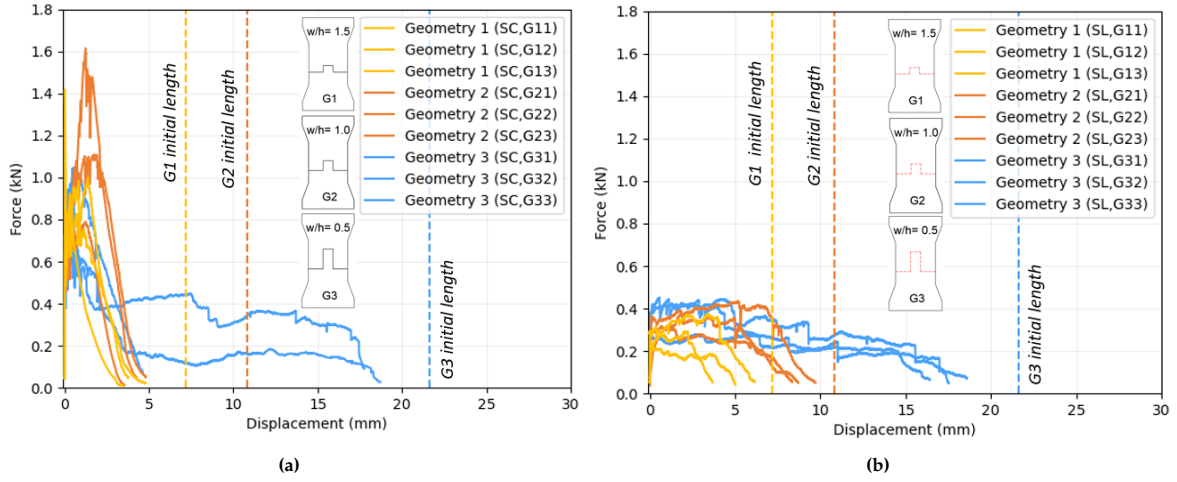 1.8
1.6
1.4
1.2
1.0
0.8
0.6
0.4
0.2
0.0
Force (kN)
0
5
10
15
20
25
30
Displacement (mm)
G1 initial length
G2 initial length
G3 initial length
w/h= 1.5
G1
w/h= 1.0
G2
w/h= 0.5
G3
Geometry 1 (SC,G11)
Geometry 1 (SC,G12)
Geometry 1 (SC,G13)
Geometry 2 (SC,G21)
Geometry 2 (SC,G22)
Geometry 2 (SC,G23)
Geometry 3 (SC,G31)
Geometry 3 (SC,G32)
Geometry 3 (SC,G33)
(a)
1.8
1.6
1.4
1.2
1.0
0.8
0.6
0.4
0.2
0.0
Force (kN)
0
5
10
15
20
25
30
Displacement (mm)
G1 initial length
G2 initial length
G3 initial length
w/h= 1.5
G1
w/h= 1.0
G2
w/h= 0.5
G3
Geometry 1 (SL,G11)
Geometry 1 (SL,G12)
Geometry 1 (SL,G13)
Geometry 2 (SL,G21)
Geometry 2 (SL,G22)
Geometry 2 (SL,G23)
Geometry 3 (SL,G31)
Geometry 3 (SL,G32)
Geometry 3 (SL,G33)
(b)